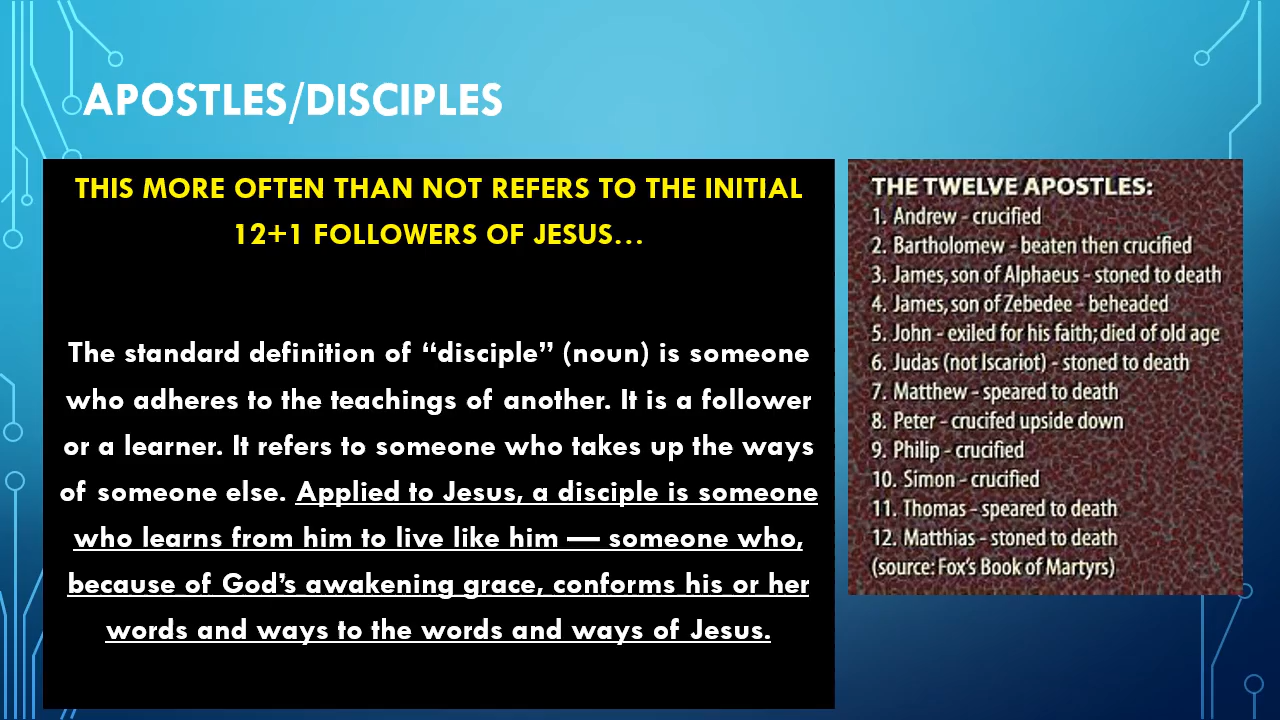 APOSTLES/DISCIPLES
THIS MORE OFTEN THAN NOT REFERS TO THE INITIAL
12+1 FOLLOWERS OF JESUS…
The standard definition of “disciple” (noun) is someone
who adheres to the teachings of another. It is a follower
or a learner. It refers to someone who takes up the ways
of someone else. Applied to Jesus, a disciple is someone
who learns from him to live like him — someone who,
because of God’s awakening grace, conforms his or her
words and ways to the words and ways of Jesus.
THE TWELVE APOSTLES:
1. Andrew - crucified
2. Bartholomew - beaten then crucified
3. James, son of Alphaeus - stoned to death
4. James, son of Zebedee - beheaded
5. John - exiled for his faith; died of old age
6. Judas (not Iscariot) - stoned to death
7. Matthew - speared to death
8. Peter - crucifed upside down
9. Philip - crucified
10. Simon - crucified
11. Thomas - speared to death
12. Matthias - stoned to death
(source: Fox's Book of Martyrs)